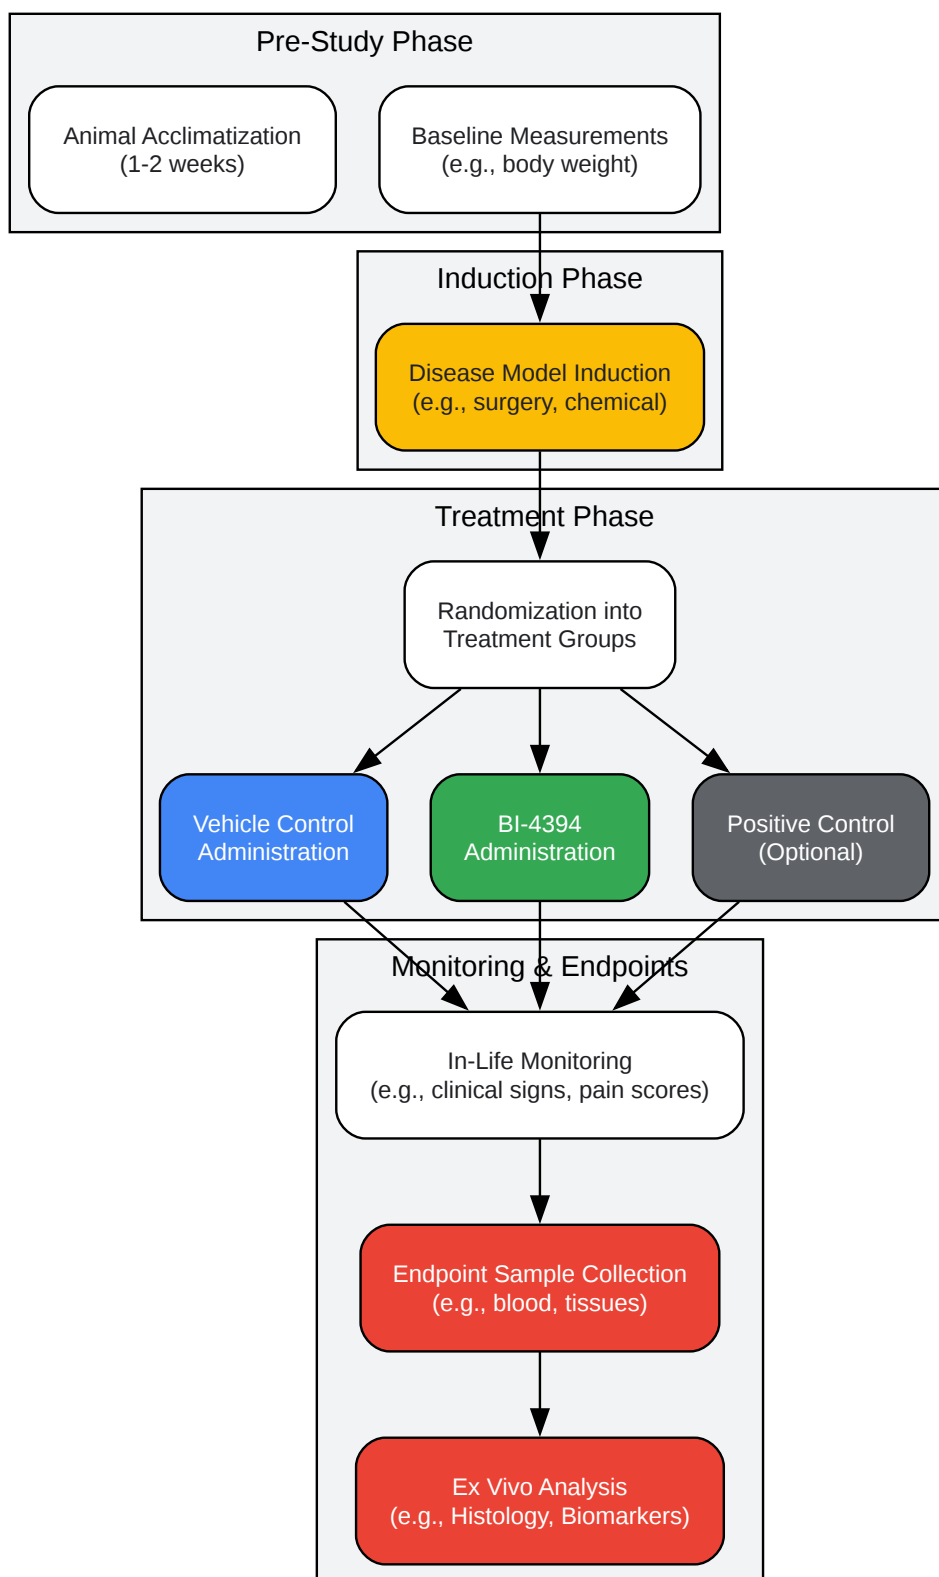 Pre-Study Phase
Animal Acclimatization
(1-2 weeks)
Baseline Measurements
(e.g., body weight)
Induction Phase
Disease Model Induction
(e.g., surgery, chemical)
Treatment Phase
Randomization into
Treatment Groups
Vehicle Control
Administration
BI-4394
Administration
Positive Control
(Optional)
Monitoring & Endpoints
In-Life Monitoring
(e.g., clinical signs, pain scores)
Endpoint Sample Collection
(e.g., blood, tissues)
Ex Vivo Analysis
(e.g., Histology, Biomarkers)